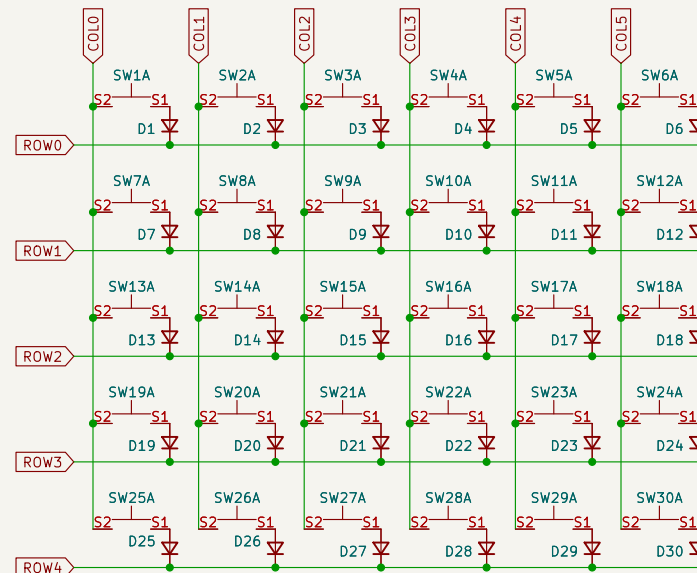 COL0 COL1 COL2 COL3 COL4 COL5
SW1A SW2A SW3A SW4A SW5A SW6A
S2 S1 S2 S1 S2 S1 S2 S1 S2 S1 S2 S1
D1 D2 D3 D4 D5 D6
ROW0
SW7A SW8A SW9A SW10A SW11A SW12A
S2 S1 S2 S1 S2 S1 S2 S1 S2 S1 S2 S1
D7 D8 D9 D10 D11 D12
ROW1
SW13A SW14A SW15A SW16A SW17A SW18A
S2 S1 S2 S1 S2 S1 S2 S1 S2 S1 S2 S1
D13 D14 D15 D16 D17 D18
ROW2
SW19A SW20A SW21A SW22A SW23A SW24A
S2 S1 S2 S1 S2 S1 S2 S1 S2 S1 S2 S1
D19 D20 D21 D22 D23 D24
ROW3
SW25A SW26A SW27A SW28A SW29A SW30A
S2 S1 S2 S1 S2 S1 S2 S1 S2 S1 S2 S1
D25 D26 D27 D28 D29 D30
ROW4